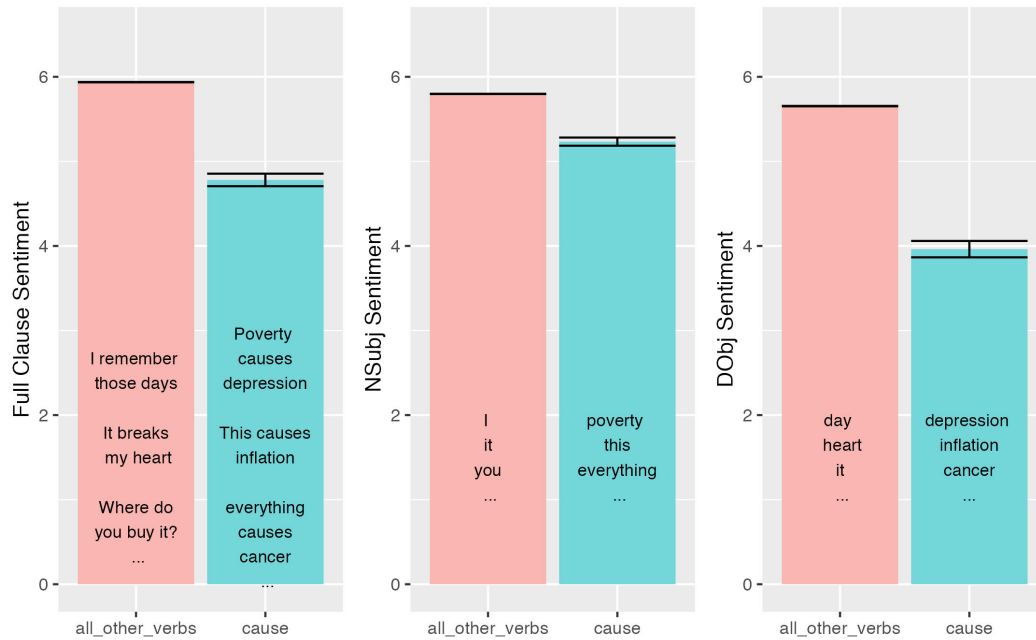 Full Clause Sentiment
6
4
2
0
I remember
those days
It breaks
my heart
Where do
you buy it?
...
Poverty
causes
depression
This causes
inflation
everything
causes
cancer
...
all_other_verbs
cause
NSubj Sentiment
6
4
2
0
I
it
you
...
poverty
this
everything
...
all_other_verbs
cause
DObj Sentiment
6
4
2
0
day
heart
it
...
depression
inflation
cancer
...
all_other_verbs
cause